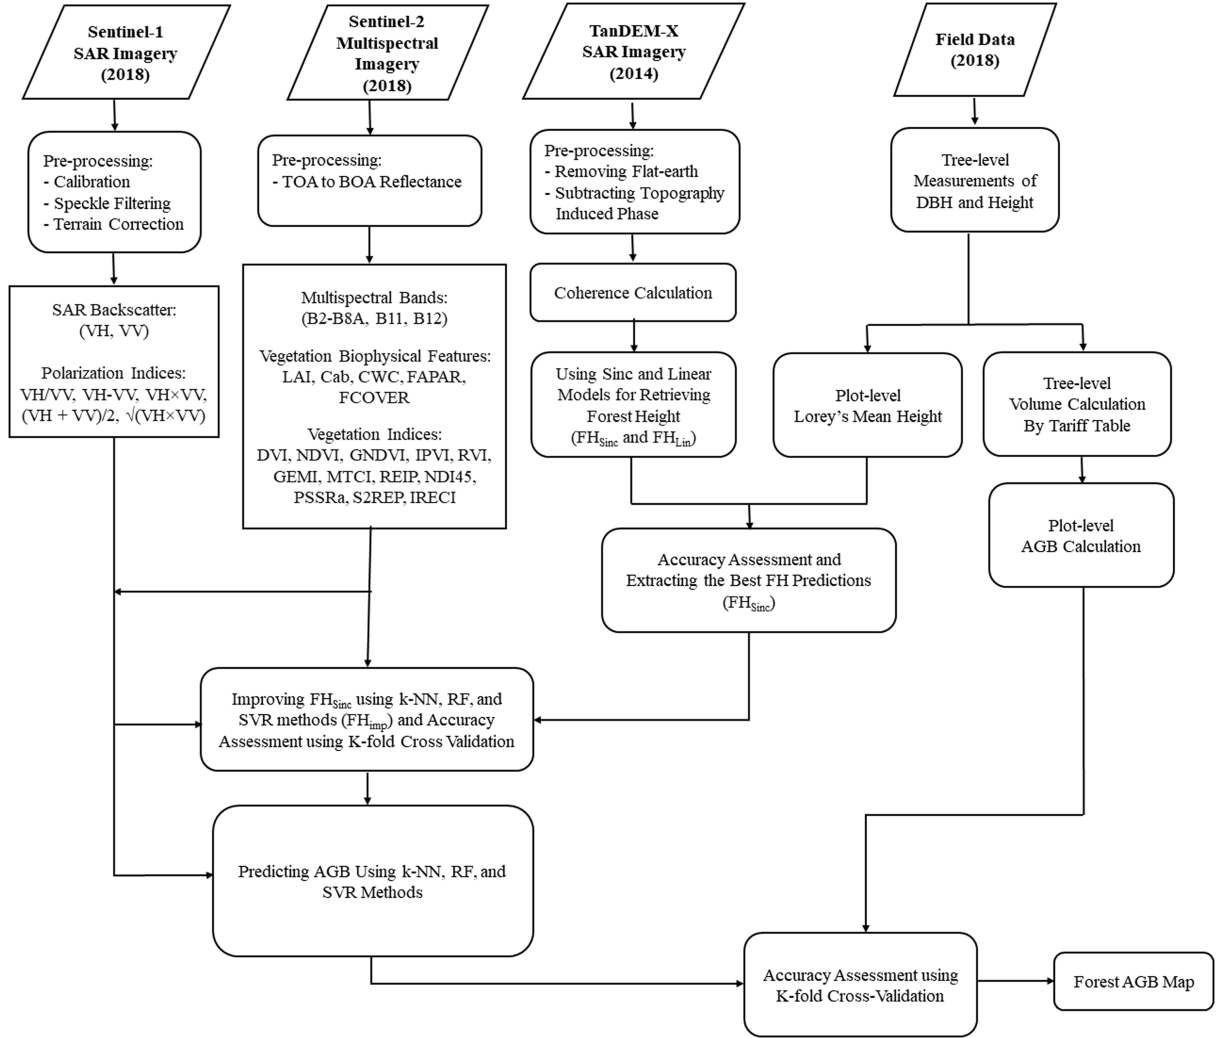 Sentinel-1
SAR Imagery
(2018)
Sentinel-2
Multispectral
Imagery
(2018)
TanDEM-X
SAR Imagery
(2014)
Field Data
(2018)
Pre-processing:
- Calibration
- Speckle Filtering
- Terrain Correction
Pre-processing:
- TOA to BOA Reflectance
Pre-processing:
- Removing Flat-earth
- Subtracting Topography
Induced Phase
Tree-level
Measurements of
DBH and Height
SAR Backscatter:
(VH, VV)
Polarization Indices:
VH/VV, VH-VV, VH×VV,
(VH + VV)/2, √(VH×VV)
Multispectral Bands:
(B2-B8A, B11, B12)
Vegetation Biophysical Features:
LAI, Cab, CWC, FAPAR,
FCOVER
Vegetation Indices:
DVI, NDVI, GNDVI, IPVI, RVI,
GEMI, MTCI, REIP, NDI45,
PSSRa, S2REP, IRECI
Coherence Calculation
Using Sinc and Linear
Models for Retrieving
Forest Height
(FHSinc and FHLin)
Plot-level
Lorey's Mean Height
Tree-level
Volume Calculation
By Tariff Table
Plot-level
AGB Calculation
Accuracy Assessment and
Extracting the Best FH Predictions
(FHSinc)
Improving FHSinc using k-NN, RF, and
SVR methods (FHimp) and Accuracy
Assessment using K-fold Cross Validation
Predicting AGB Using k-NN, RF, and
SVR Methods
Accuracy Assessment using
K-fold Cross-Validation
Forest AGB Map